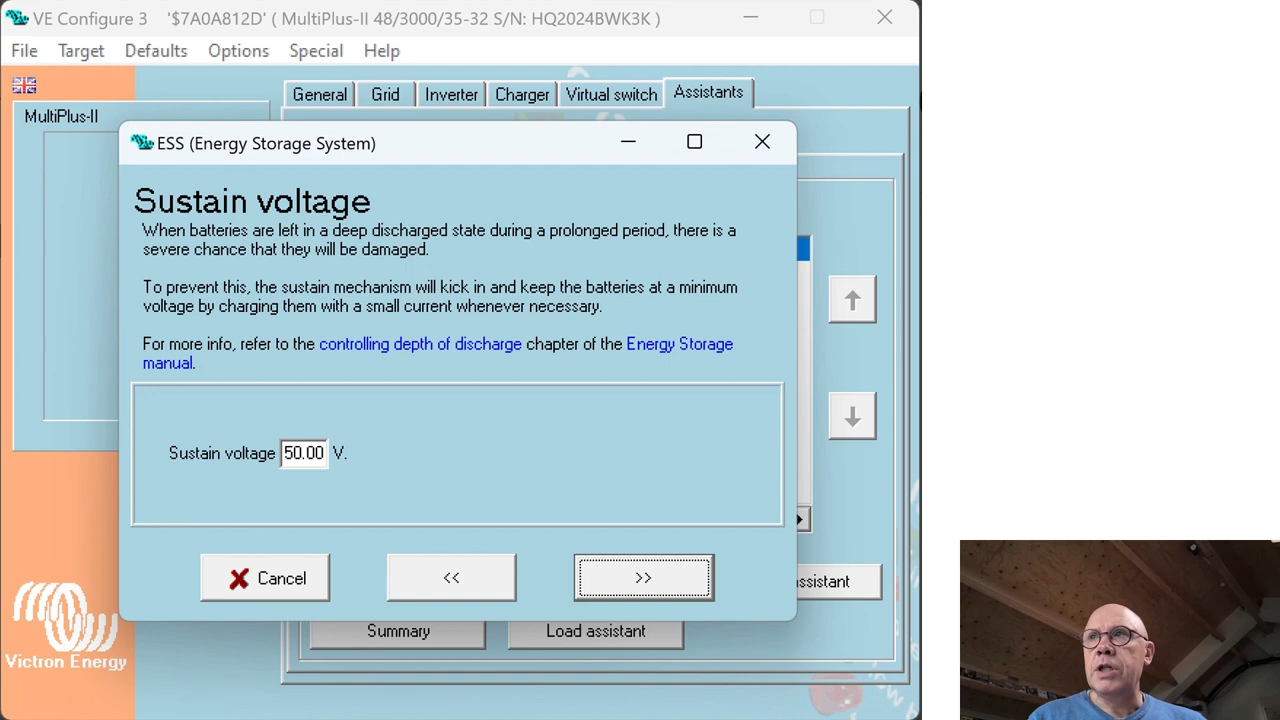 VE Configure 3 '$7A0A812D' ( MultiPlus-II 48/3000/35-32 S/N: HQ2024BWK3K )
File Target Defaults Options Special Help
General Grid Inverter Charger Virtual switch Assistants
MultiPlus-II
ESS (Energy Storage System)
Sustain voltage
When batteries are left in a deep discharged state during a prolonged period, there is a
severe chance that they will be damaged.
To prevent this, the sustain mechanism will kick in and keep the batteries at a minimum
voltage by charging them with a small current whenever necessary.
For more info, refer to the controlling depth of discharge chapter of the Energy Storage
manual.
Sustain voltage 50.00 V.
Cancel << >>
assistant
Summary Load assistant
Victron Energy